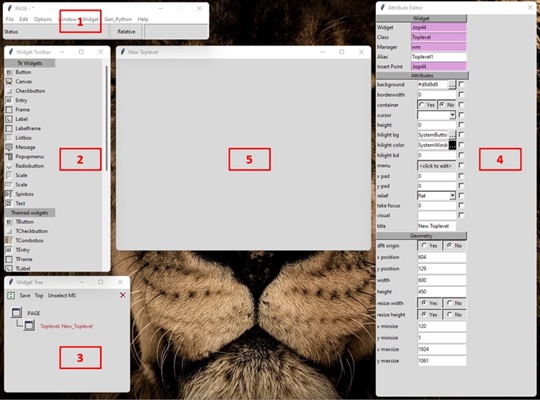 PAGE - *
File Edit Options Window Widget Gen_Python Help
1
Status Relative
Widget Toolbar
Tk Widgets
Button
Canvas
Checkbutton
Entry
Frame
Label
Labelframe
Listbox
Message
Popupmenu
Radiobutton
Scale
Scale
Spinbox
Text
Themed widgets
TButton
TCheckbutton
TCombobox
TEntry
TFrame
TLabel
2
Widget Tree
Save Top Unselect MS
PAGE
Toplevel: New_Toplevel
3
New Toplevel
5
Attribute Editor
Widget
Widget .top44
Class Toplevel
Manager wm
Alias Toplevel1
Insert Point .top44
Attributes
background #d9d9d9 ...
borderwidth 0
container Yes No
cursor
height 0
hilight bg SystemButto ...
hilight color SystemWind ...
hilight bd 0
menu <click to edit>
x pad 0
y pad 0
relief flat
take focus 0
visual
title New Toplevel
Geometry
dflt origin Yes No
x position 604
y position 129
width 600
height 450
resize width Yes No
resize height Yes No
x minsize 120
y minsize 1
x maxsize 1924
y maxsize 1061
4